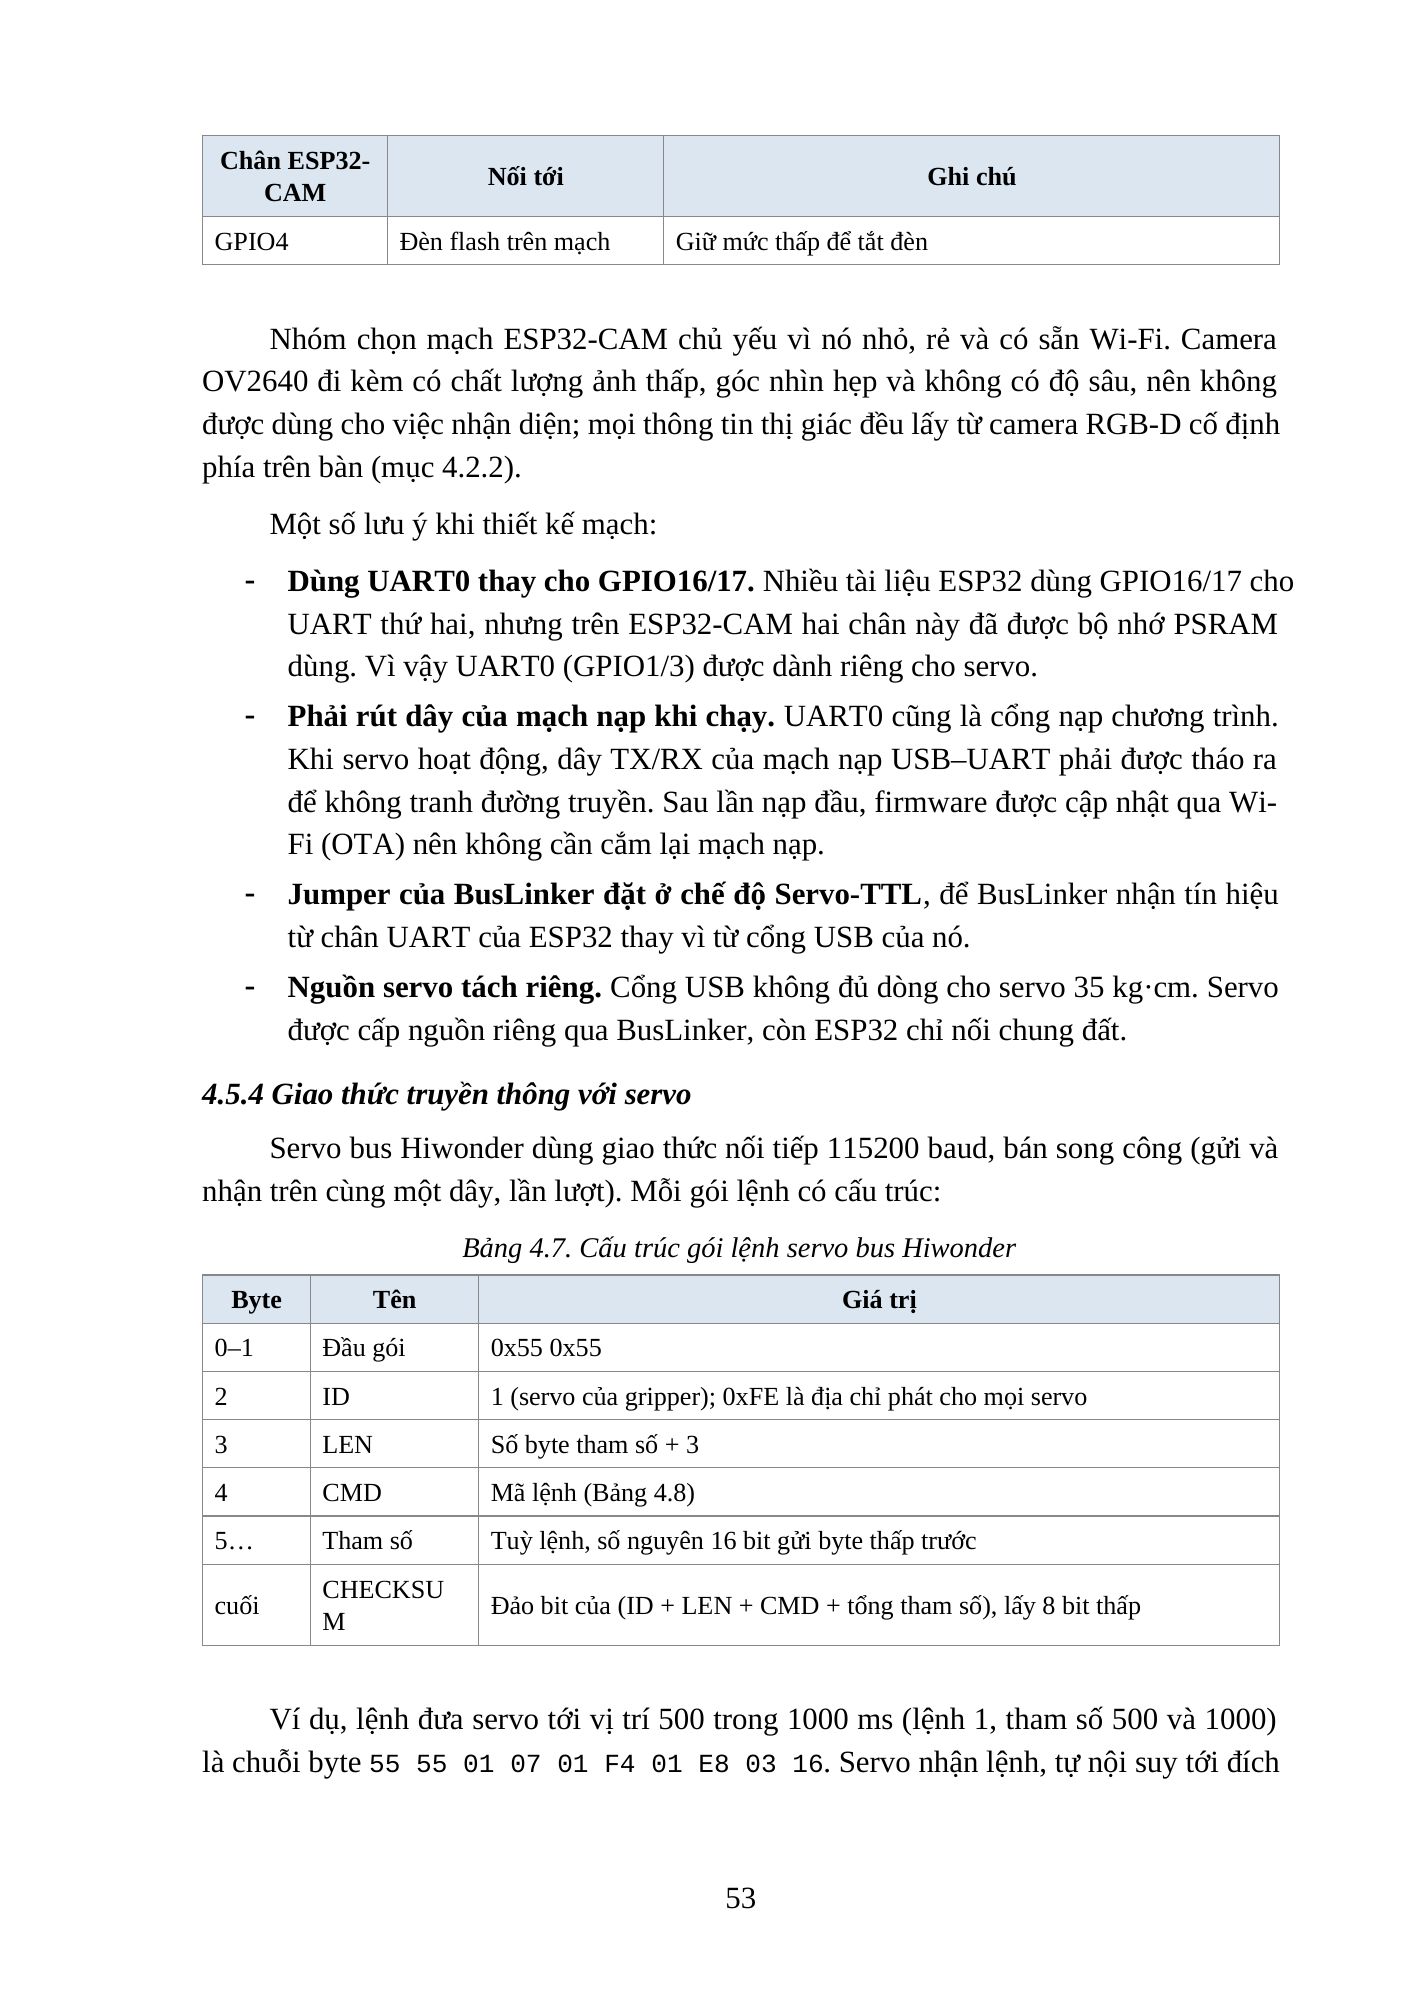 Chân ESP32-
CAM
Nối tới
Ghi chú
GPIO4
Đèn flash trên mạch
Giữ mức thấp để tắt đèn
Nhóm chọn mạch ESP32-CAM chủ yếu vì nó nhỏ, rẻ và có sẵn Wi-Fi. Camera
OV2640 đi kèm có chất lượng ảnh thấp, góc nhìn hẹp và không có độ sâu, nên không
được dùng cho việc nhận diện; mọi thông tin thị giác đều lấy từ camera RGB-D cố định
phía trên bàn (mục 4.2.2).
Một số lưu ý khi thiết kế mạch:
- Dùng UART0 thay cho GPIO16/17. Nhiều tài liệu ESP32 dùng GPIO16/17 cho
UART thứ hai, nhưng trên ESP32-CAM hai chân này đã được bộ nhớ PSRAM
dùng. Vì vậy UART0 (GPIO1/3) được dành riêng cho servo.
- Phải rút dây của mạch nạp khi chạy. UART0 cũng là cổng nạp chương trình.
Khi servo hoạt động, dây TX/RX của mạch nạp USB–UART phải được tháo ra
để không tranh đường truyền. Sau lần nạp đầu, firmware được cập nhật qua Wi-
Fi (OTA) nên không cần cắm lại mạch nạp.
- Jumper của BusLinker đặt ở chế độ Servo-TTL, để BusLinker nhận tín hiệu
từ chân UART của ESP32 thay vì từ cổng USB của nó.
- Nguồn servo tách riêng. Cổng USB không đủ dòng cho servo 35 kg·cm. Servo
được cấp nguồn riêng qua BusLinker, còn ESP32 chỉ nối chung đất.
4.5.4 Giao thức truyền thông với servo
Servo bus Hiwonder dùng giao thức nối tiếp 115200 baud, bán song công (gửi và
nhận trên cùng một dây, lần lượt). Mỗi gói lệnh có cấu trúc:
Bảng 4.7. Cấu trúc gói lệnh servo bus Hiwonder
Byte
Tên
Giá trị
0–1
Đầu gói
0x55 0x55
2
ID
1 (servo của gripper); 0xFE là địa chỉ phát cho mọi servo
3
LEN
Số byte tham số + 3
4
CMD
Mã lệnh (Bảng 4.8)
5…
Tham số
Tuỳ lệnh, số nguyên 16 bit gửi byte thấp trước
cuối
CHECKSU
M
Đảo bit của (ID + LEN + CMD + tổng tham số), lấy 8 bit thấp
Ví dụ, lệnh đưa servo tới vị trí 500 trong 1000 ms (lệnh 1, tham số 500 và 1000)
là chuỗi byte 55 55 01 07 01 F4 01 E8 03 16. Servo nhận lệnh, tự nội suy tới đích
53